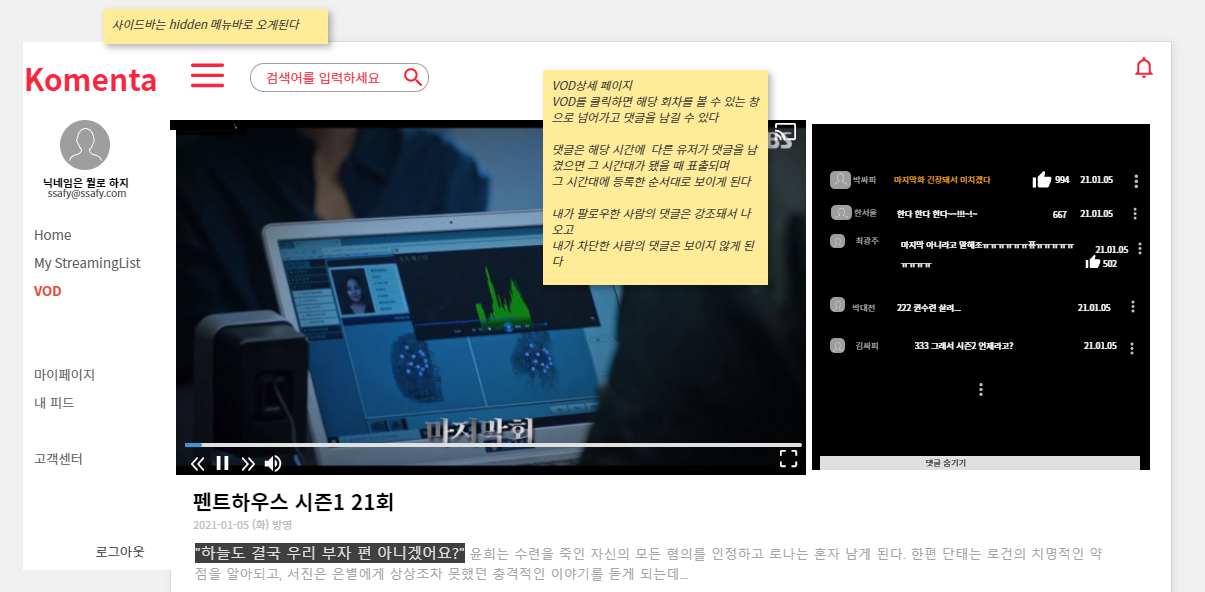 사이드바는 hidden 메뉴바로 오게된다
Komenta
검색어를 입력하세요
닉네임은 뭘로 하지
ssafy@ssafy.com
Home
My StreamingList
VOD
마이페이지
내 피드
고객센터
로그아웃
VOD상세 페이지
VOD를 클릭하면 해당 회차를 볼 수 있는 창
으로 넘어가고 댓글을 남길 수 있다
댓글은 해당 시간에 다른 유저가 댓글을 남
겼으면 그 시간대가 됐을 때 표출되며
그 시간대에 등록한 순서대로 보이게 된다
내가 팔로우한 사람의 댓글은 강조돼서 나
오고
내가 차단한 사람의 댓글은 보이지 않게 된
다
BS
마지막회
박싸피 마지막화 긴장돼서 미치겠다 994 21.01.05
한서울 한다 한다 한다~~!!!~!~ 667 21.01.05
최광주 마지막 아니라고 말해조ㅠㅠㅠㅠㅠㅠ퓨ㅠㅠㅠㅠㅠ 21.01.05
ㅠㅠㅠㅠ 502
박대전 222 권수련 살려... 21.01.05
김싸피 333 그래서 시즌2 언제라고? 21.01.05
댓글 숨기기
펜트하우스 시즌1 21회
2021-01-05 (화) 방영
"하늘도 결국 우리 부자 편 아니겠어요?" 윤희는 수련을 죽인 자신의 모든 혐의를 인정하고 로나는 혼자 남게 된다. 한편 단태는 로건의 치명적인 약
점을 알아되고, 서진은 은별에게 상상조차 못했던 충격적인 이야기를 듣게 되는데...